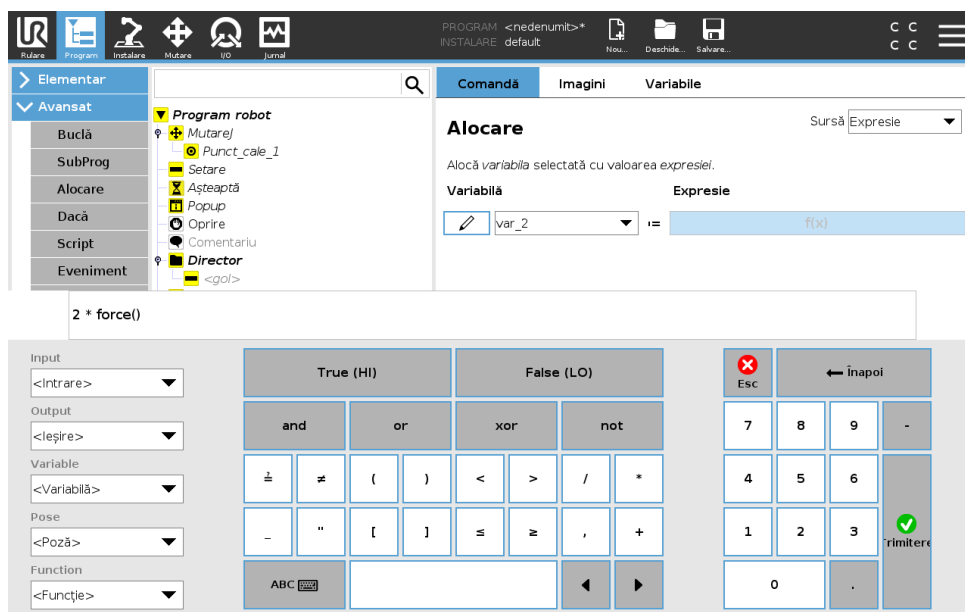 UR
Rulare
Program
Instalare
Mutare
I/O
Jurnal
PROGRAM <nedenumit>*
INSTALARE default
Nou...
Deschide...
Salvare...
C C
C C
Elementar
Avansat
Buclă
SubProg
Alocare
Dacă
Script
Eveniment
Program robot
MutareJ
Punct_cale_1
Setare
Așteaptă
Popup
Oprire
Comentariu
Director
<gol>
Comandă
Imagini
Variabile
Alocare
Sursă Expresie
Alocă variabila selectată cu valoarea expresiei.
Variabilă
Expresie
var_2
:=
f(x)
2 * force()
Input
<Intrare>
Output
<Ieșire>
Variable
<Variabilă>
Pose
<Poză>
Function
<Funcție>
True (HI)
False (LO)
and
or
xor
not
≟ ≠ ( ) < > / *
_ " [ ] ≤ ≥ , +
ABC
Esc
Înapoi
7 8 9 -
4 5 6
1 2 3
0 .
Trimitere